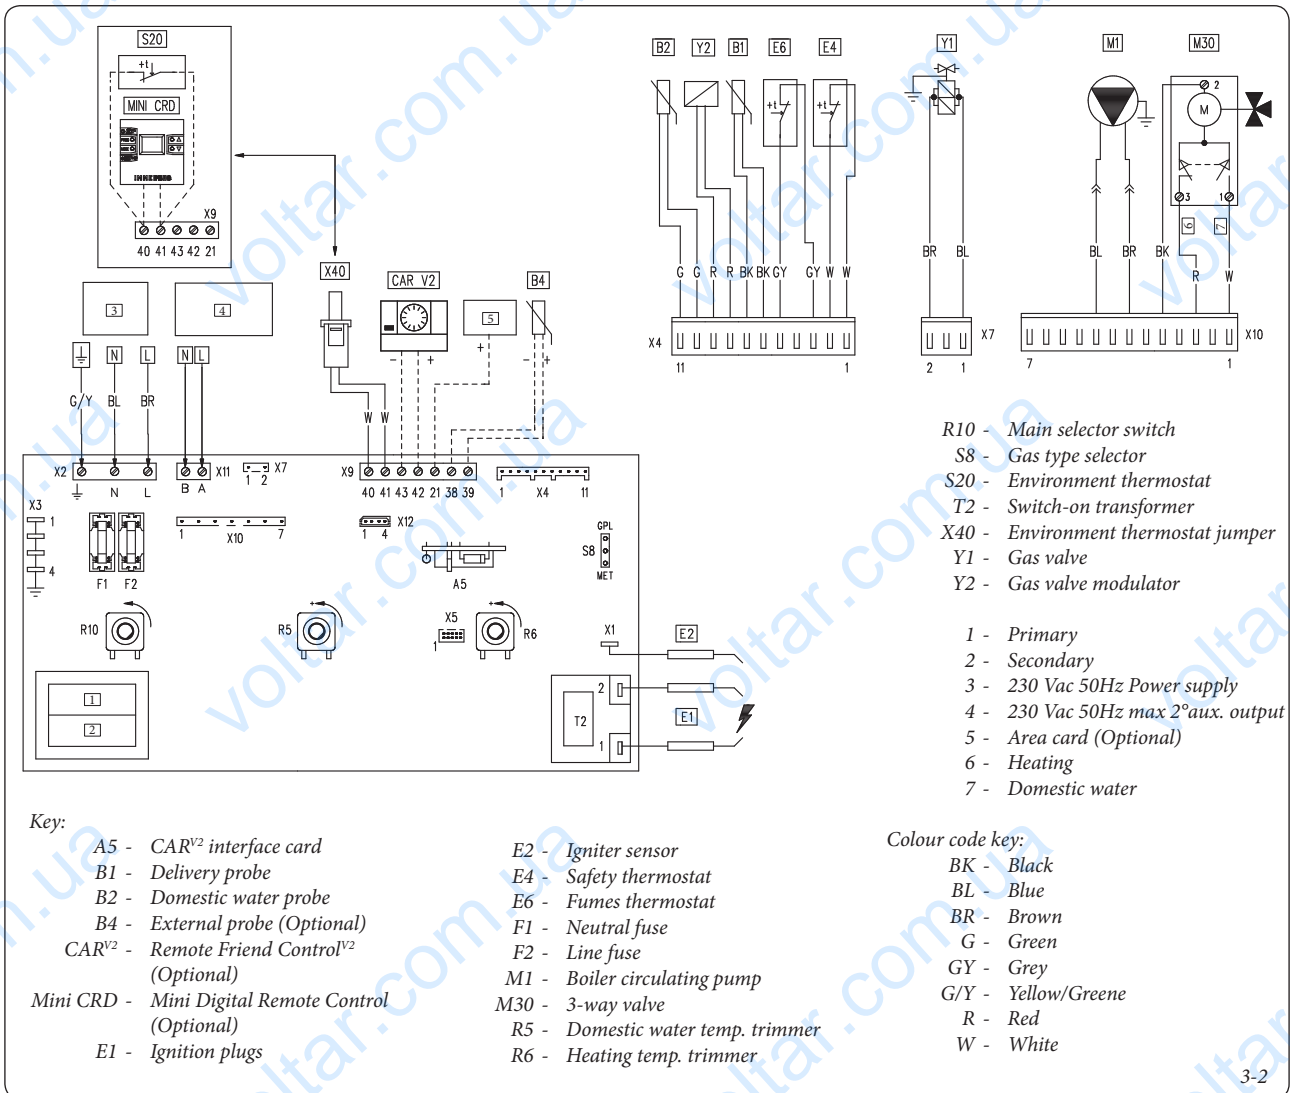 S20
+t
MINI CRD
IMMERGAS
X9
40 41 43 42 21
B2 Y2 B1 E6 E4
+t +t
G G R R BK BK GY GY W W
X4
11 1
Y1
BR BL
X7
2 1
M1 M30
2
M
3 1
6 7
BL BR BK R W
X10
7 1
3
4
N L
N L
G/Y BL BR
X40
CAR V2
5
B4
- + + - +
W W
X2
N L
X11
B A
X7
1 2
X9
40 41 43 42 21 38 39
1 X4 11
X3
1
4
F1 F2
1 X10 7
X12
1 4
A5
GPL
S8
MET
R10
+
R5
X5
1
+
R6
X1
E2
1
2
2
T2
E1
1
R10 - Main selector switch
S8 - Gas type selector
S20 - Environment thermostat
T2 - Switch-on transformer
X40 - Environment thermostat jumper
Y1 - Gas valve
Y2 - Gas valve modulator
1 - Primary
2 - Secondary
3 - 230 Vac 50Hz Power supply
4 - 230 Vac 50Hz max 2°aux. output
5 - Area card (Optional)
6 - Heating
7 - Domestic water
Key:
A5 - CARV2 interface card
B1 - Delivery probe
B2 - Domestic water probe
B4 - External probe (Optional)
CARV2 - Remote Friend ControlV2
(Optional)
Mini CRD - Mini Digital Remote Control
(Optional)
E1 - Ignition plugs
E2 - Igniter sensor
E4 - Safety thermostat
E6 - Fumes thermostat
F1 - Neutral fuse
F2 - Line fuse
M1 - Boiler circulating pump
M30 - 3-way valve
R5 - Domestic water temp. trimmer
R6 - Heating temp. trimmer
Colour code key:
BK - Black
BL - Blue
BR - Brown
G - Green
GY - Grey
G/Y - Yellow/Greene
R - Red
W - White
3-2
voltar.com.ua